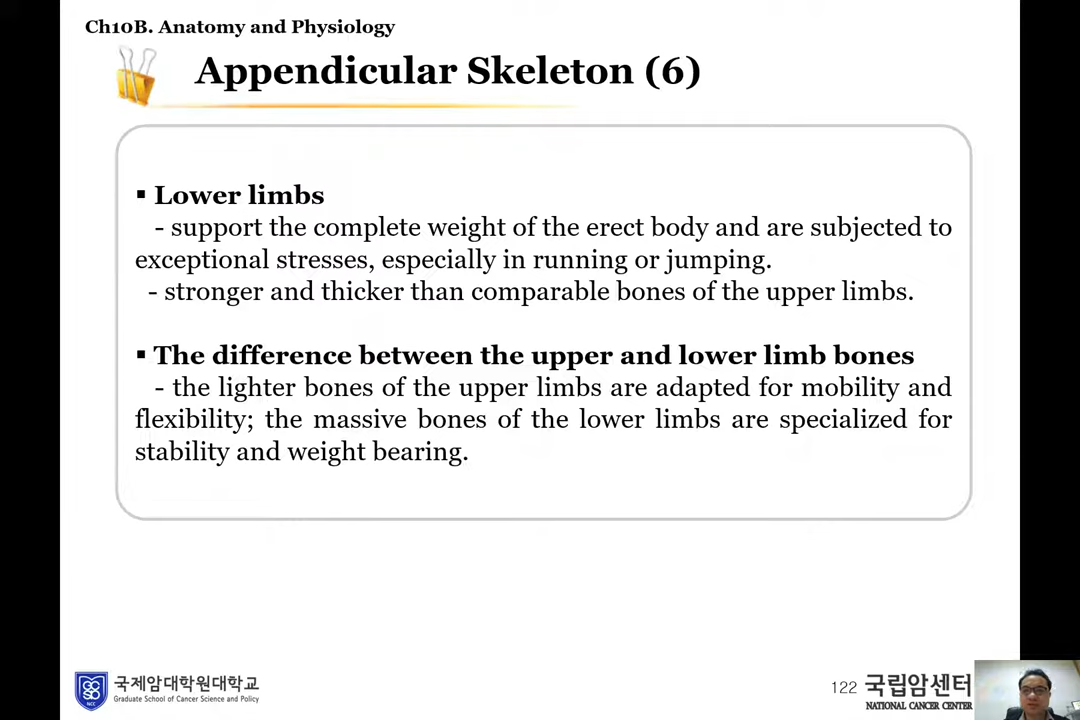 Ch10B. Anatomy and Physiology
Appendicular Skeleton (6)
▪ Lower limbs
- support the complete weight of the erect body and are subjected to
exceptional stresses, especially in running or jumping.
- stronger and thicker than comparable bones of the upper limbs.
▪ The difference between the upper and lower limb bones
- the lighter bones of the upper limbs are adapted for mobility and
flexibility; the massive bones of the lower limbs are specialized for
stability and weight bearing.
국제암대학원대학교
Graduate School of Cancer Science and Policy
NCC
122
국립암센터
NATIONAL CANCER CENTER